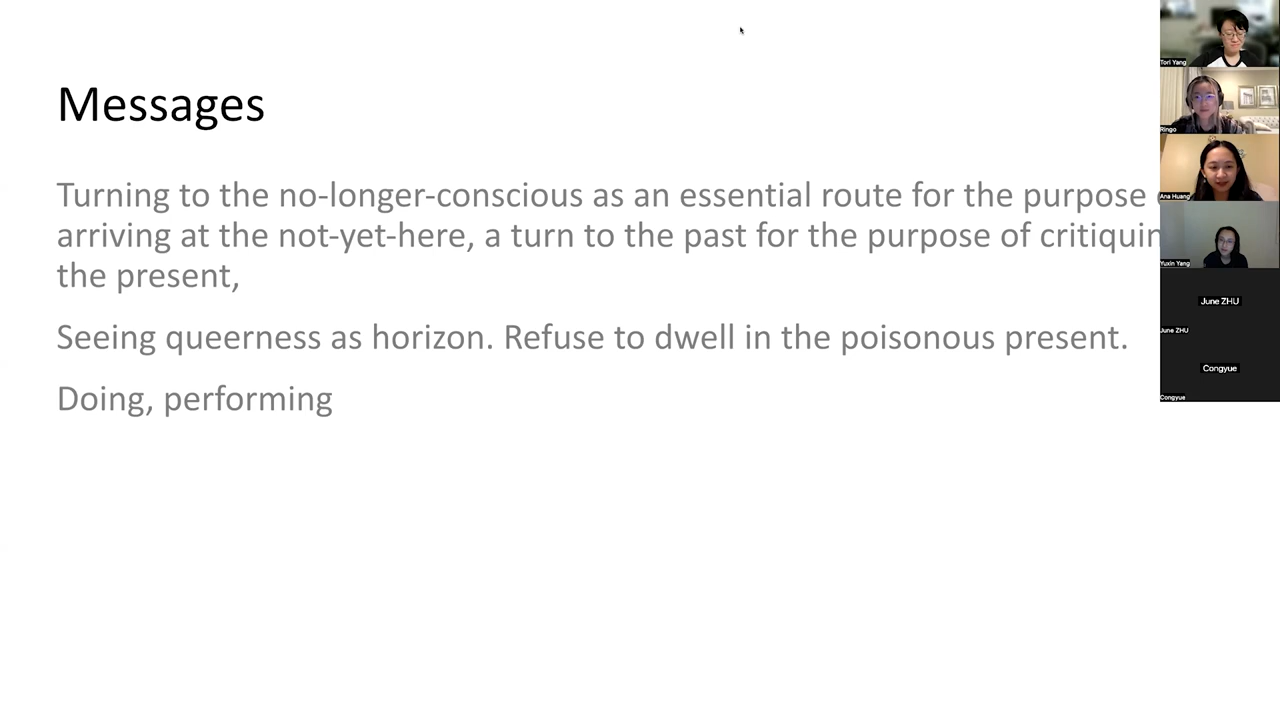 Messages
Turning to the no-longer-conscious as an essential route for the purpose
arriving at the not-yet-here, a turn to the past for the purpose of critiquin
the present,
Seeing queerness as horizon. Refuse to dwell in the poisonous present.
Doing, performing
Tori Yang
Ringo
Ana Huang
Yuxin Yang
June ZHU
June ZHU
Congyue
Congyue